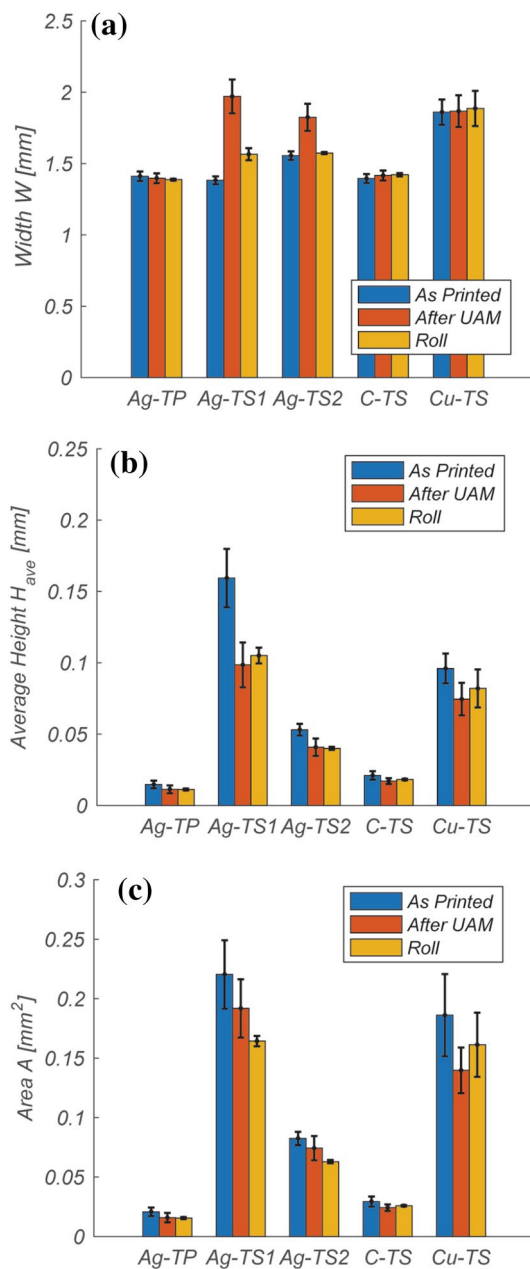 (a)
Width W [mm]
2.5
2
1.5
1
0.5
0
As Printed
After UAM
Roll
Ag-TP Ag-TS1 Ag-TS2 C-TS Cu-TS
(b)
Average Height H_ave [mm]
0.25
0.2
0.15
0.1
0.05
0
As Printed
After UAM
Roll
Ag-TP Ag-TS1 Ag-TS2 C-TS Cu-TS
(c)
Area A [mm²]
0.3
0.25
0.2
0.15
0.1
0.05
0
As Printed
After UAM
Roll
Ag-TP Ag-TS1 Ag-TS2 C-TS Cu-TS